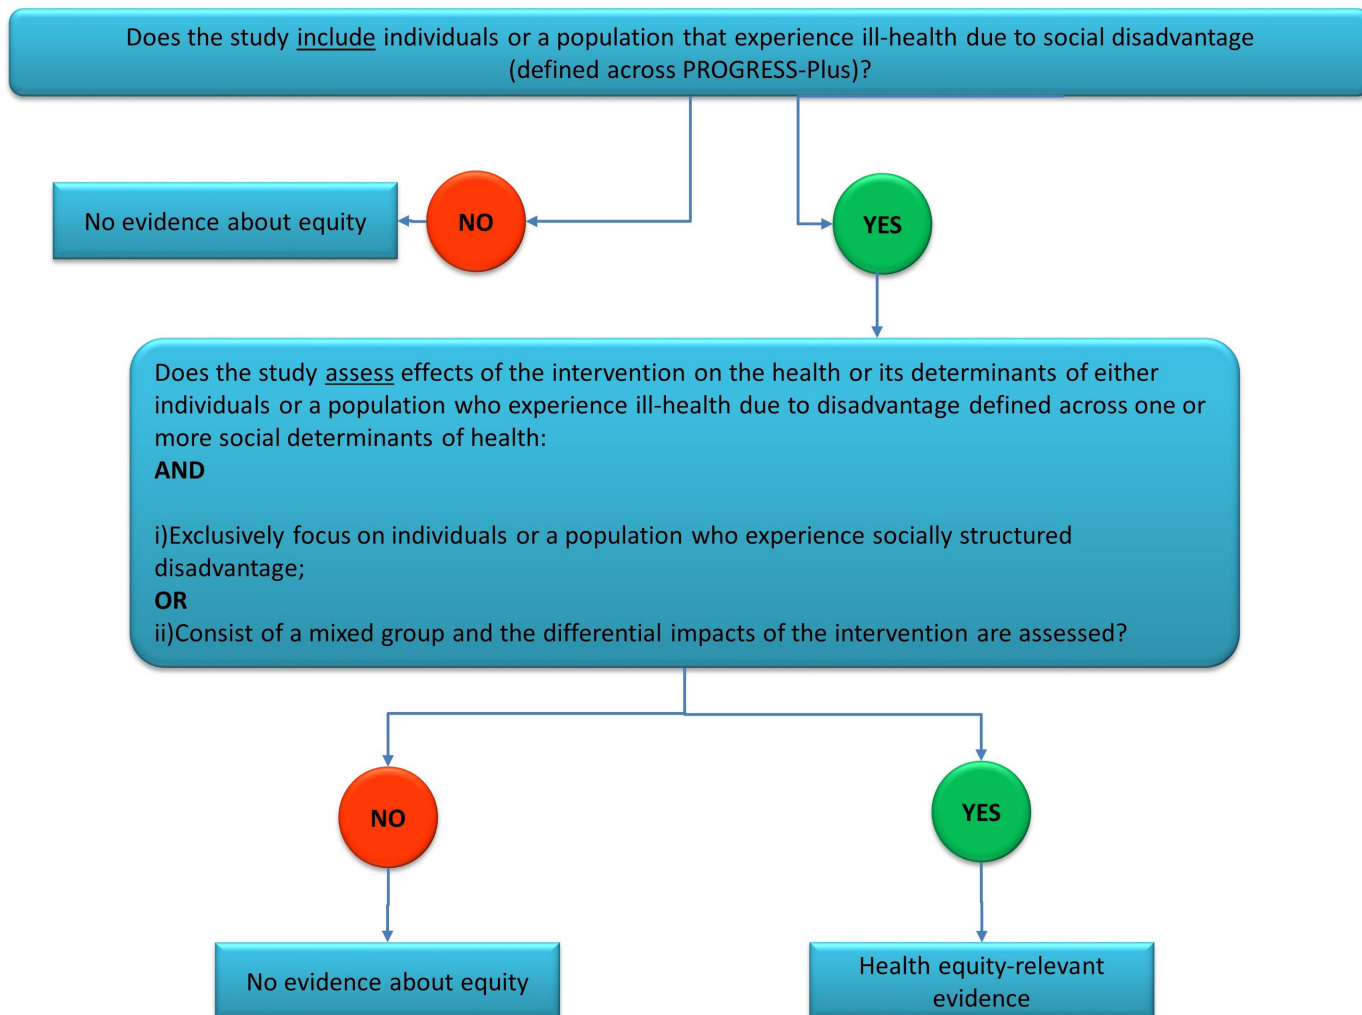 Does the study include individuals or a population that experience ill-health due to social disadvantage
(defined across PROGRESS-Plus)?
No evidence about equity
NO
YES
Does the study assess effects of the intervention on the health or its determinants of either
individuals or a population who experience ill-health due to disadvantage defined across one or
more social determinants of health:
AND
i)Exclusively focus on individuals or a population who experience socially structured
disadvantage;
OR
ii)Consist of a mixed group and the differential impacts of the intervention are assessed?
NO
YES
No evidence about equity
Health equity-relevant
evidence